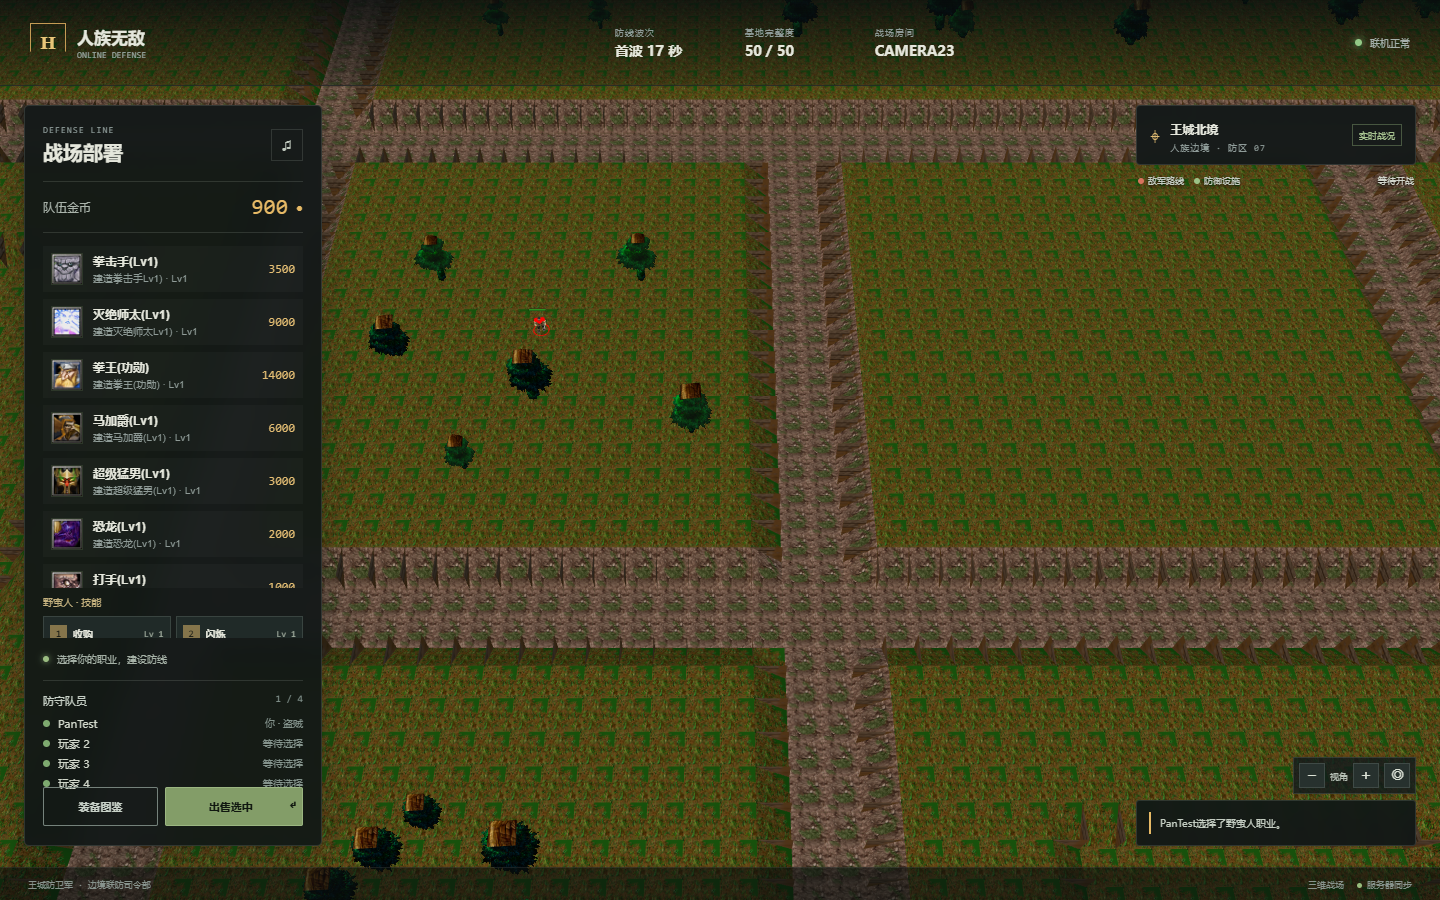 H
人族无敌
ONLINE DEFENSE
防线波次
首波 17 秒
基地完整度
50 / 50
战场房间
CAMERA23
联机正常
DEFENSE LINE
战场部署
队伍金币
900
拳击手(Lv1)
建造拳击手Lv1) · Lv1
3500
灭绝师太(Lv1)
建造灭绝师太Lv1) · Lv1
9000
拳王(功勋)
建造拳王(功勋) · Lv1
14000
马加爵(Lv1)
建造马加爵(Lv1) · Lv1
6000
超级猛男(Lv1)
建造超级猛男(Lv1) · Lv1
3000
恐龙(Lv1)
建造恐龙(Lv1) · Lv1
2000
打手(Lv1)
1000
野蛮人 · 技能
1 收购 Lv 1
2 闪烁 Lv 1
选择你的职业，建设防线
防守队员
1 / 4
PanTest
你 · 盗贼
玩家 2
等待选择
玩家 3
等待选择
玩家 4
等待选择
装备图鉴
出售选中
王城北境
人族边境 · 防区 07
实时战况
敌军路线
防御设施
等待开战
视角
PanTest选择了野蛮人职业。
王城防卫军 · 边境联防司令部
三维战场
服务器同步